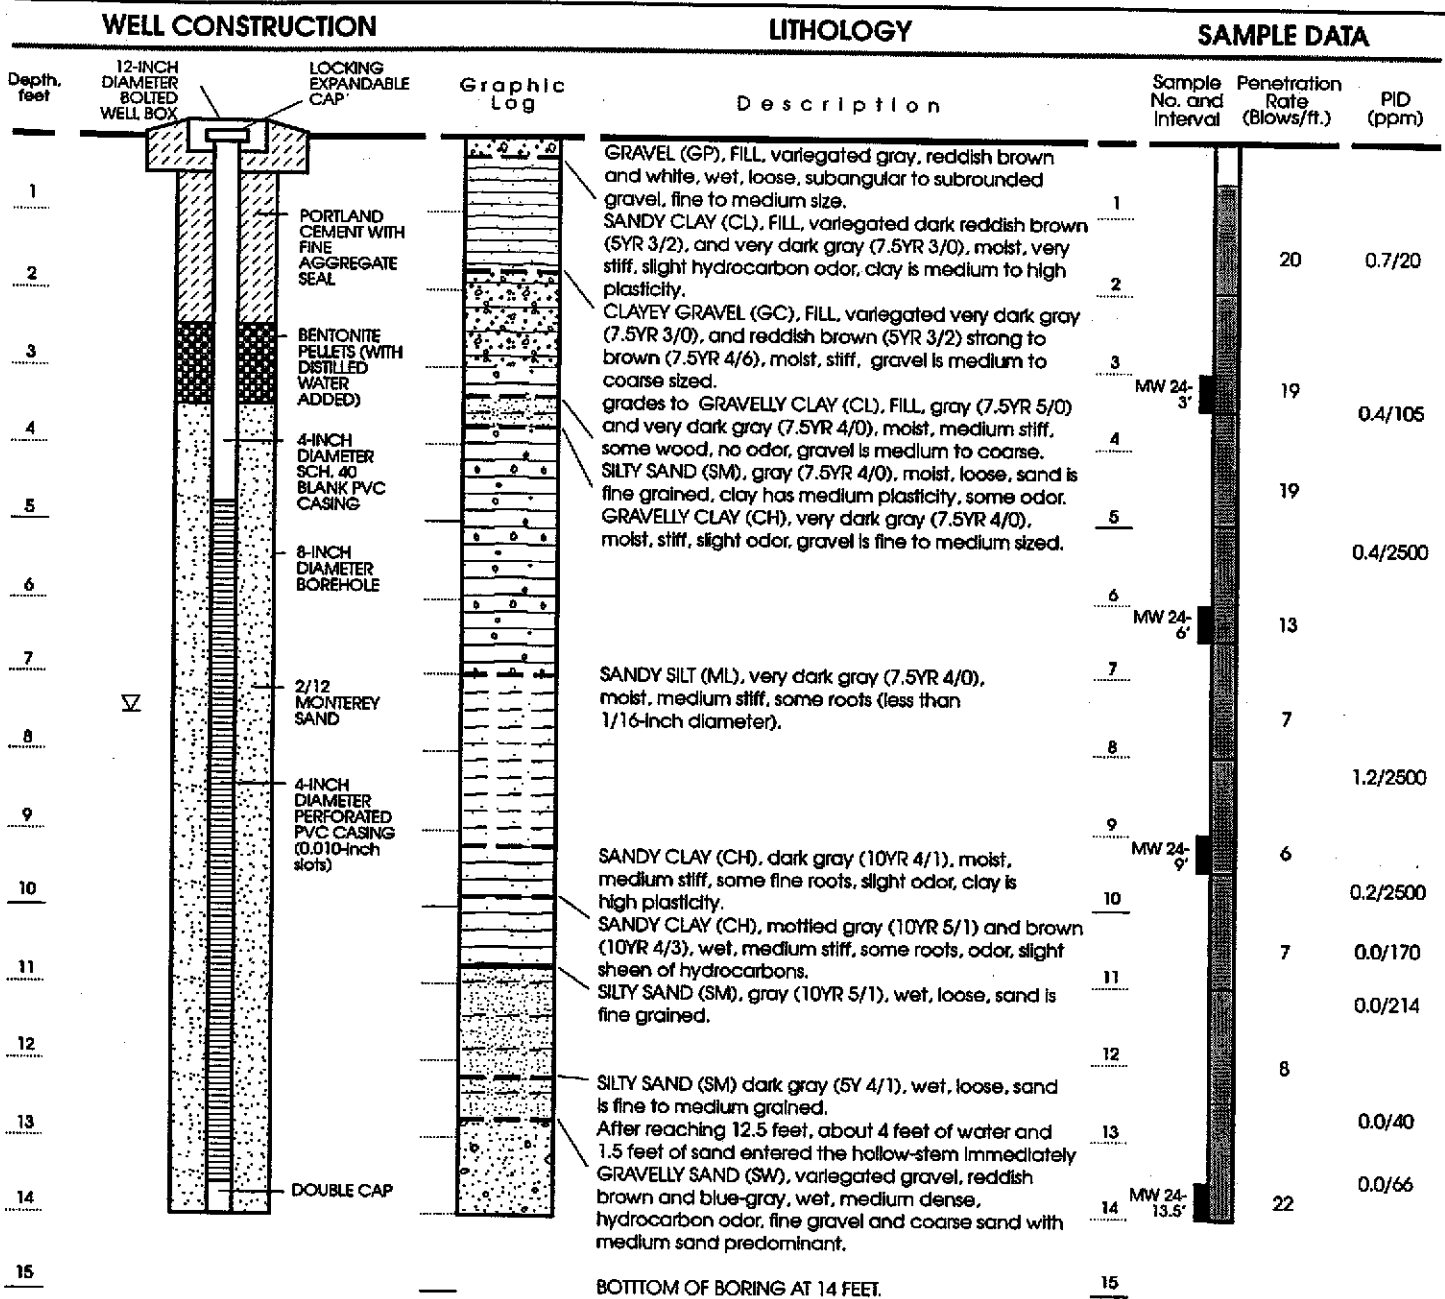 WELL CONSTRUCTION
LITHOLOGY
SAMPLE DATA
Depth, feet
12-INCH
DIAMETER
BOLTED
WELL BOX
LOCKING
EXPANDABLE
CAP
Graphic
Log
Description
Sample
No. and
Interval
Penetration
Rate
(Blows/ft.)
PID
(ppm)
1
2
3
4
5
6
7
8
9
10
11
12
13
14
15
PORTLAND
CEMENT WITH
FINE
AGGREGATE
SEAL
BENTONITE
PELLETS (WITH
DISTILLED
WATER
ADDED)
4-INCH
DIAMETER
SCH. 40
BLANK PVC
CASING
8-INCH
DIAMETER
BOREHOLE
2/12
MONTEREY
SAND
4-INCH
DIAMETER
PERFORATED
PVC CASING
(0.010-inch
slots)
DOUBLE CAP
GRAVEL (GP), FILL, variegated gray, reddish brown
and white, wet, loose, subangular to subrounded
gravel, fine to medium size.
SANDY CLAY (CL), FILL, variegated dark reddish brown
(5YR 3/2), and very dark gray (7.5YR 3/0), moist, very
stiff, slight hydrocarbon odor, clay is medium to high
plasticity.
CLAYEY GRAVEL (GC), FILL, variegated very dark gray
(7.5YR 3/0), and reddish brown (5YR 3/2) strong to
brown (7.5YR 4/6), moist, stiff, gravel is medium to
coarse sized.
grades to GRAVELLY CLAY (CL), FILL, gray (7.5YR 5/0)
and very dark gray (7.5YR 4/0), moist, medium stiff,
some wood, no odor, gravel is medium to coarse.
SILTY SAND (SM), gray (7.5YR 4/0), moist, loose, sand is
fine grained, clay has medium plasticity, some odor.
GRAVELLY CLAY (CH), very dark gray (7.5YR 4/0),
moist, stiff, slight odor, gravel is fine to medium sized.
SANDY SILT (ML), very dark gray (7.5YR 4/0),
moist, medium stiff, some roots (less than
1/16-inch diameter).
SANDY CLAY (CH), dark gray (10YR 4/1), moist,
medium stiff, some fine roots, slight odor, clay is
high plasticity.
SANDY CLAY (CH), mottled gray (10YR 5/1) and brown
(10YR 4/3), wet, medium stiff, some roots, odor, slight
sheen of hydrocarbons.
SILTY SAND (SM), gray (10YR 5/1), wet, loose, sand is
fine grained.
SILTY SAND (SM) dark gray (5Y 4/1), wet, loose, sand
is fine to medium grained.
After reaching 12.5 feet, about 4 feet of water and
1.5 feet of sand entered the hollow-stem immediately
GRAVELLY SAND (SW), variegated gravel, reddish
brown and blue-gray, wet, medium dense,
hydrocarbon odor, fine gravel and coarse sand with
medium sand predominant.
BOTTTOM OF BORING AT 14 FEET.
1
2
3
4
5
6
7
8
9
10
11
12
13
14
15
MW 24-
3'
MW 24-
6'
MW 24-
9'
MW 24-
13.5'
20
19
19
13
7
6
7
8
22
0.7/20
0.4/105
0.4/2500
1.2/2500
0.2/2500
0.0/170
0.0/214
0.0/40
0.0/66